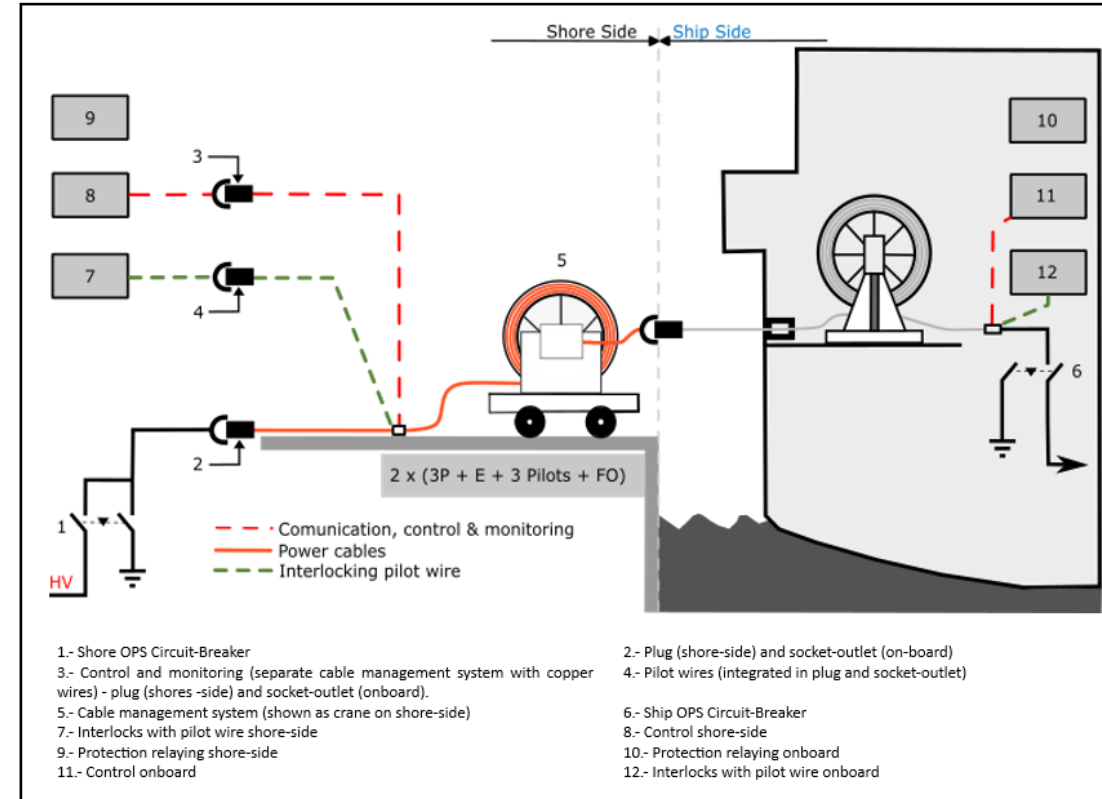 Shore Side
Ship Side
9
10
3
8
11
7
5
12
4
6
2
2 x (3P + E + 3 Pilots + FO)
1
Comunication, control & monitoring
Power cables
Interlocking pilot wire
HV
1.- Shore OPS Circuit-Breaker
2.- Plug (shore-side) and socket-outlet (on-board)
3.- Control and monitoring (separate cable management system with copper
wires) - plug (shores -side) and socket-outlet (onboard).
4.- Pilot wires (integrated in plug and socket-outlet)
5.- Cable management system (shown as crane on shore-side)
6.- Ship OPS Circuit-Breaker
7.- Interlocks with pilot wire shore-side
8.- Control shore-side
9.- Protection relaying shore-side
10.- Protection relaying onboard
11.- Control onboard
12.- Interlocks with pilot wire onboard